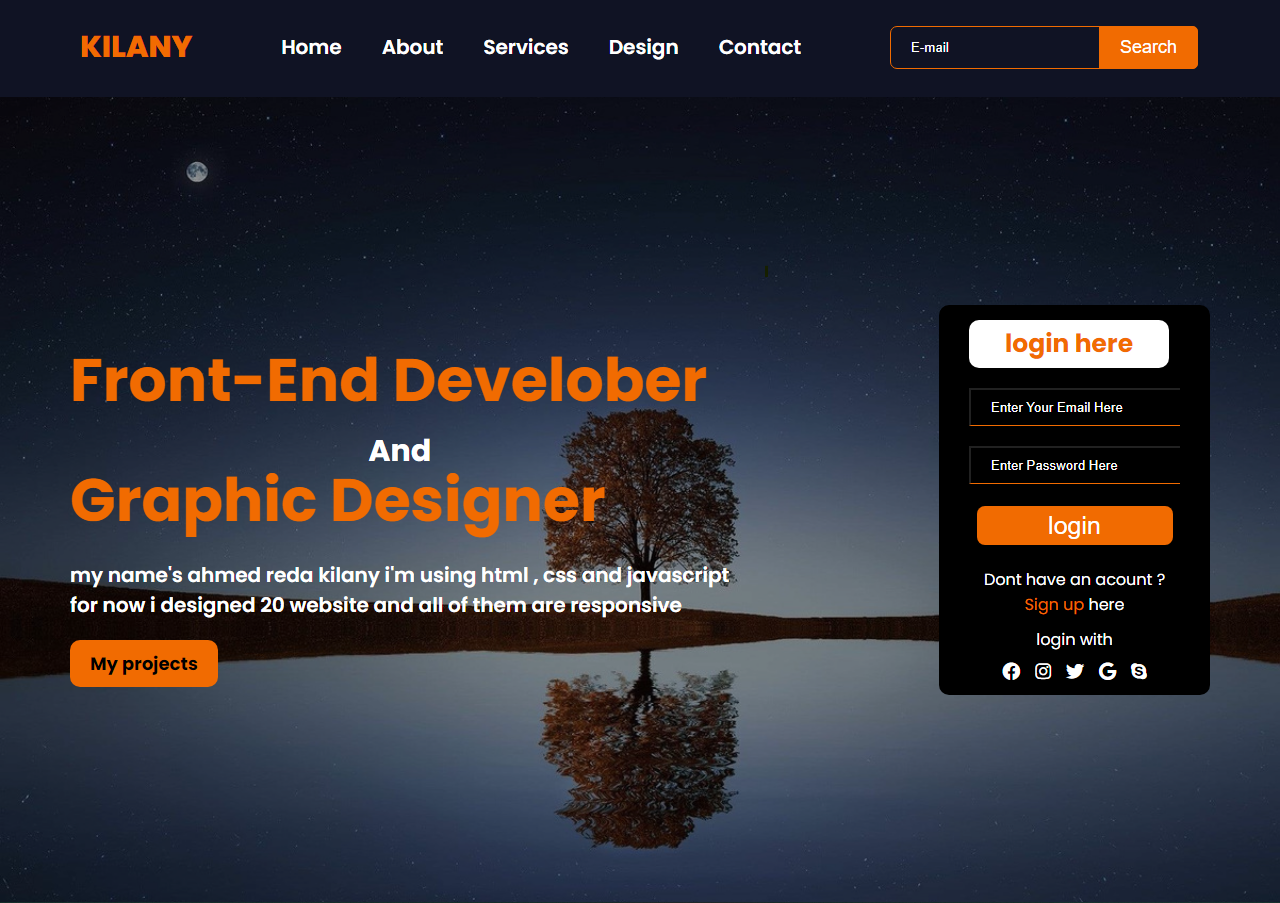 KILANY
Home
About
Services
Design
Contact
E-mail
Search
Front-End Develober
And
Graphic Designer
my name's ahmed reda kilany i'm using html , css and javascript
for now i designed 20 website and all of them are responsive
My projects
login here
Enter Your Email Here
Enter Password Here
login
Dont have an acount ?
Sign up here
login with